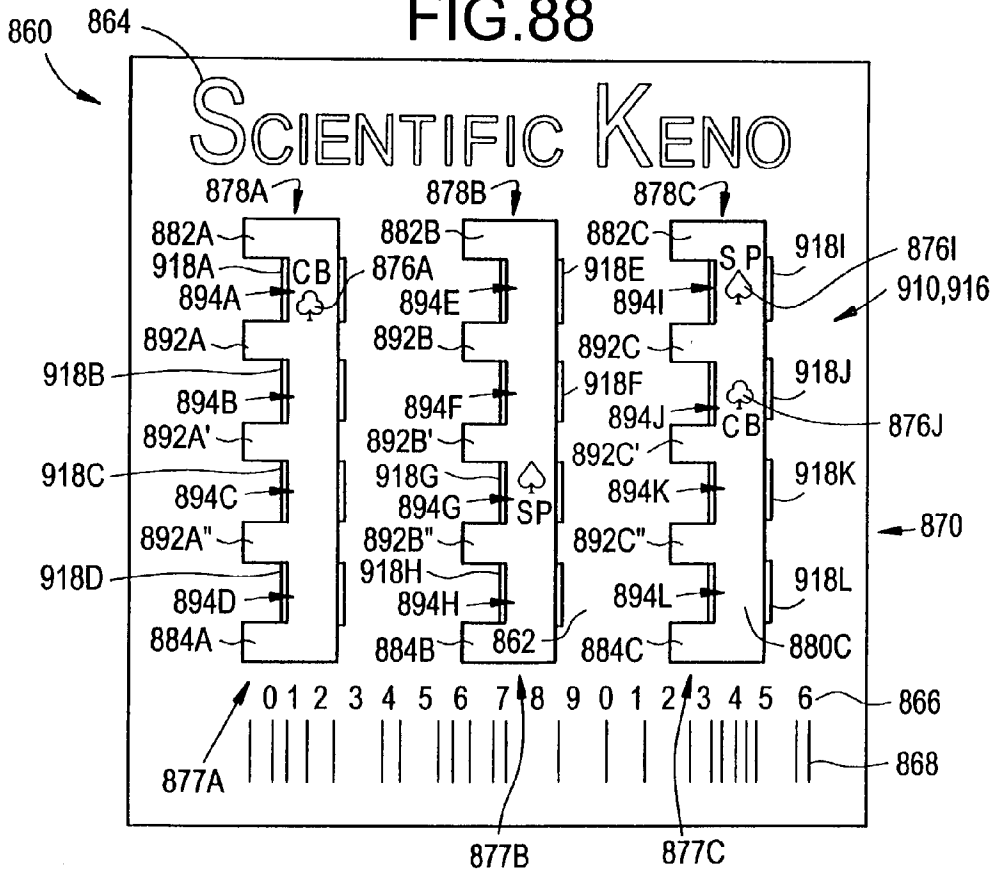 FIG.88
860 864
SCIENTIFIC KENO
878A 878B 878C
882A 882B 882C SP 918I
918A CB 876A 918E 876I
894A 894E 894I 910,916
892A 892B 892C
918B 918F 918J
894B 894F 894J
892A' 892B' CB 876J
918C 918G 892C'
894C 894G SP 894K 918K
892A" 892B" 892C" 870
918D 918H
894D 894H 894L 918L
884A 884B 862 884C 880C
0 1 2 3 4 5 6 7 8 9 0 1 2 3 4 5 6 866
877A 868
877B 877C